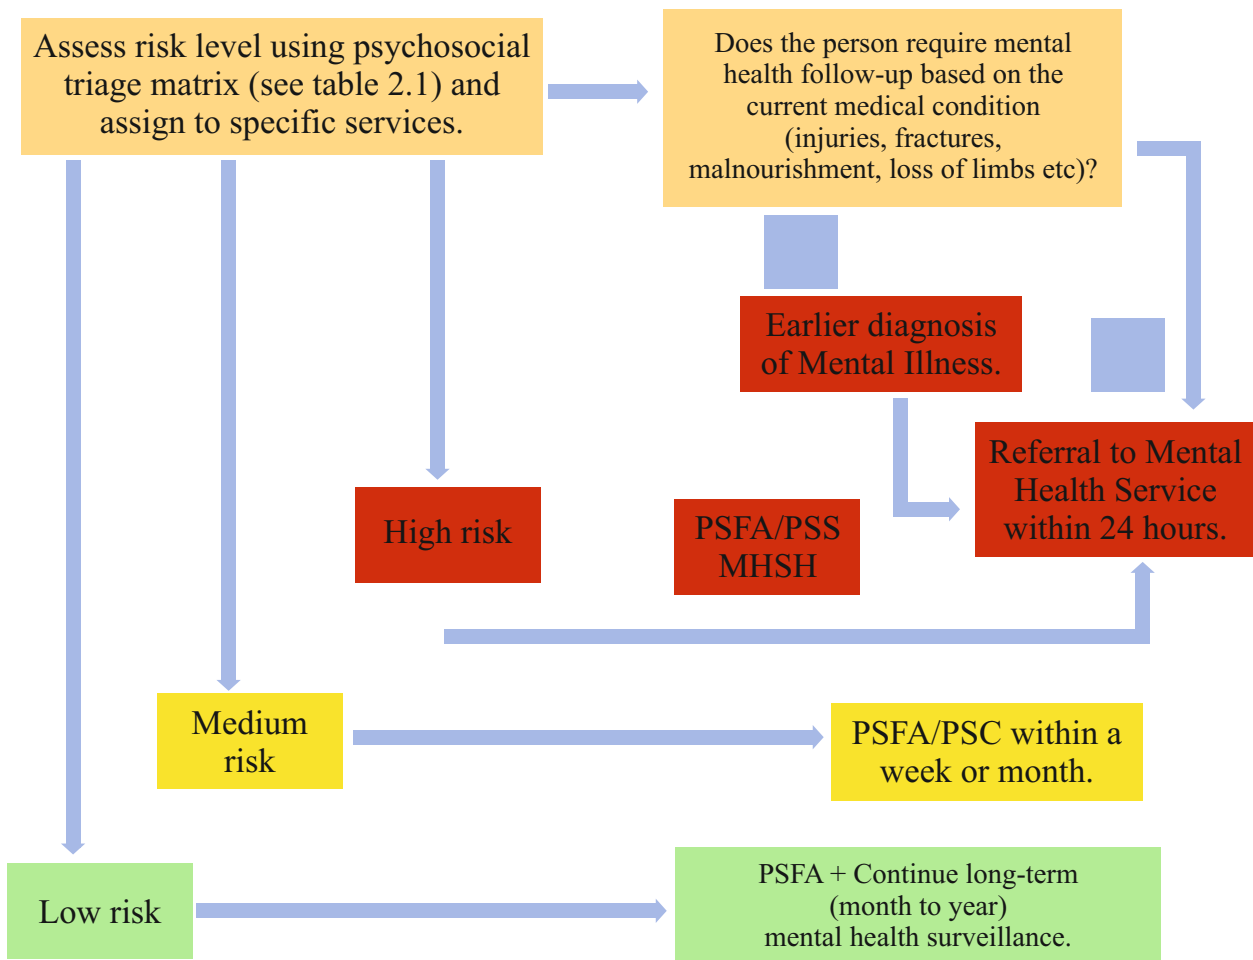 Assess risk level using psychosocial
triage matrix (see table 2.1) and
assign to specific services.
Does the person require mental
health follow-up based on the
current medical condition
(injuries, fractures,
malnourishment, loss of limbs etc)?
Earlier diagnosis
of Mental Illness.
Referral to Mental
Health Service
within 24 hours.
High risk
PSFA/PSS
MHSH
Medium
risk
PSFA/PSC within a
week or month.
Low risk
PSFA + Continue long-term
(month to year)
mental health surveillance.